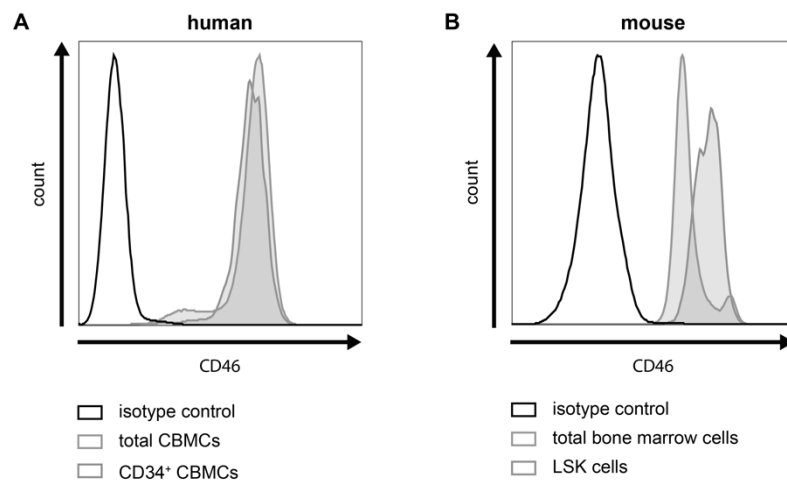 A
human
count
CD46
isotype control
total CBMCs
CD34⁺ CBMCs
B
mouse
count
CD46
isotype control
total bone marrow cells
LSK cells